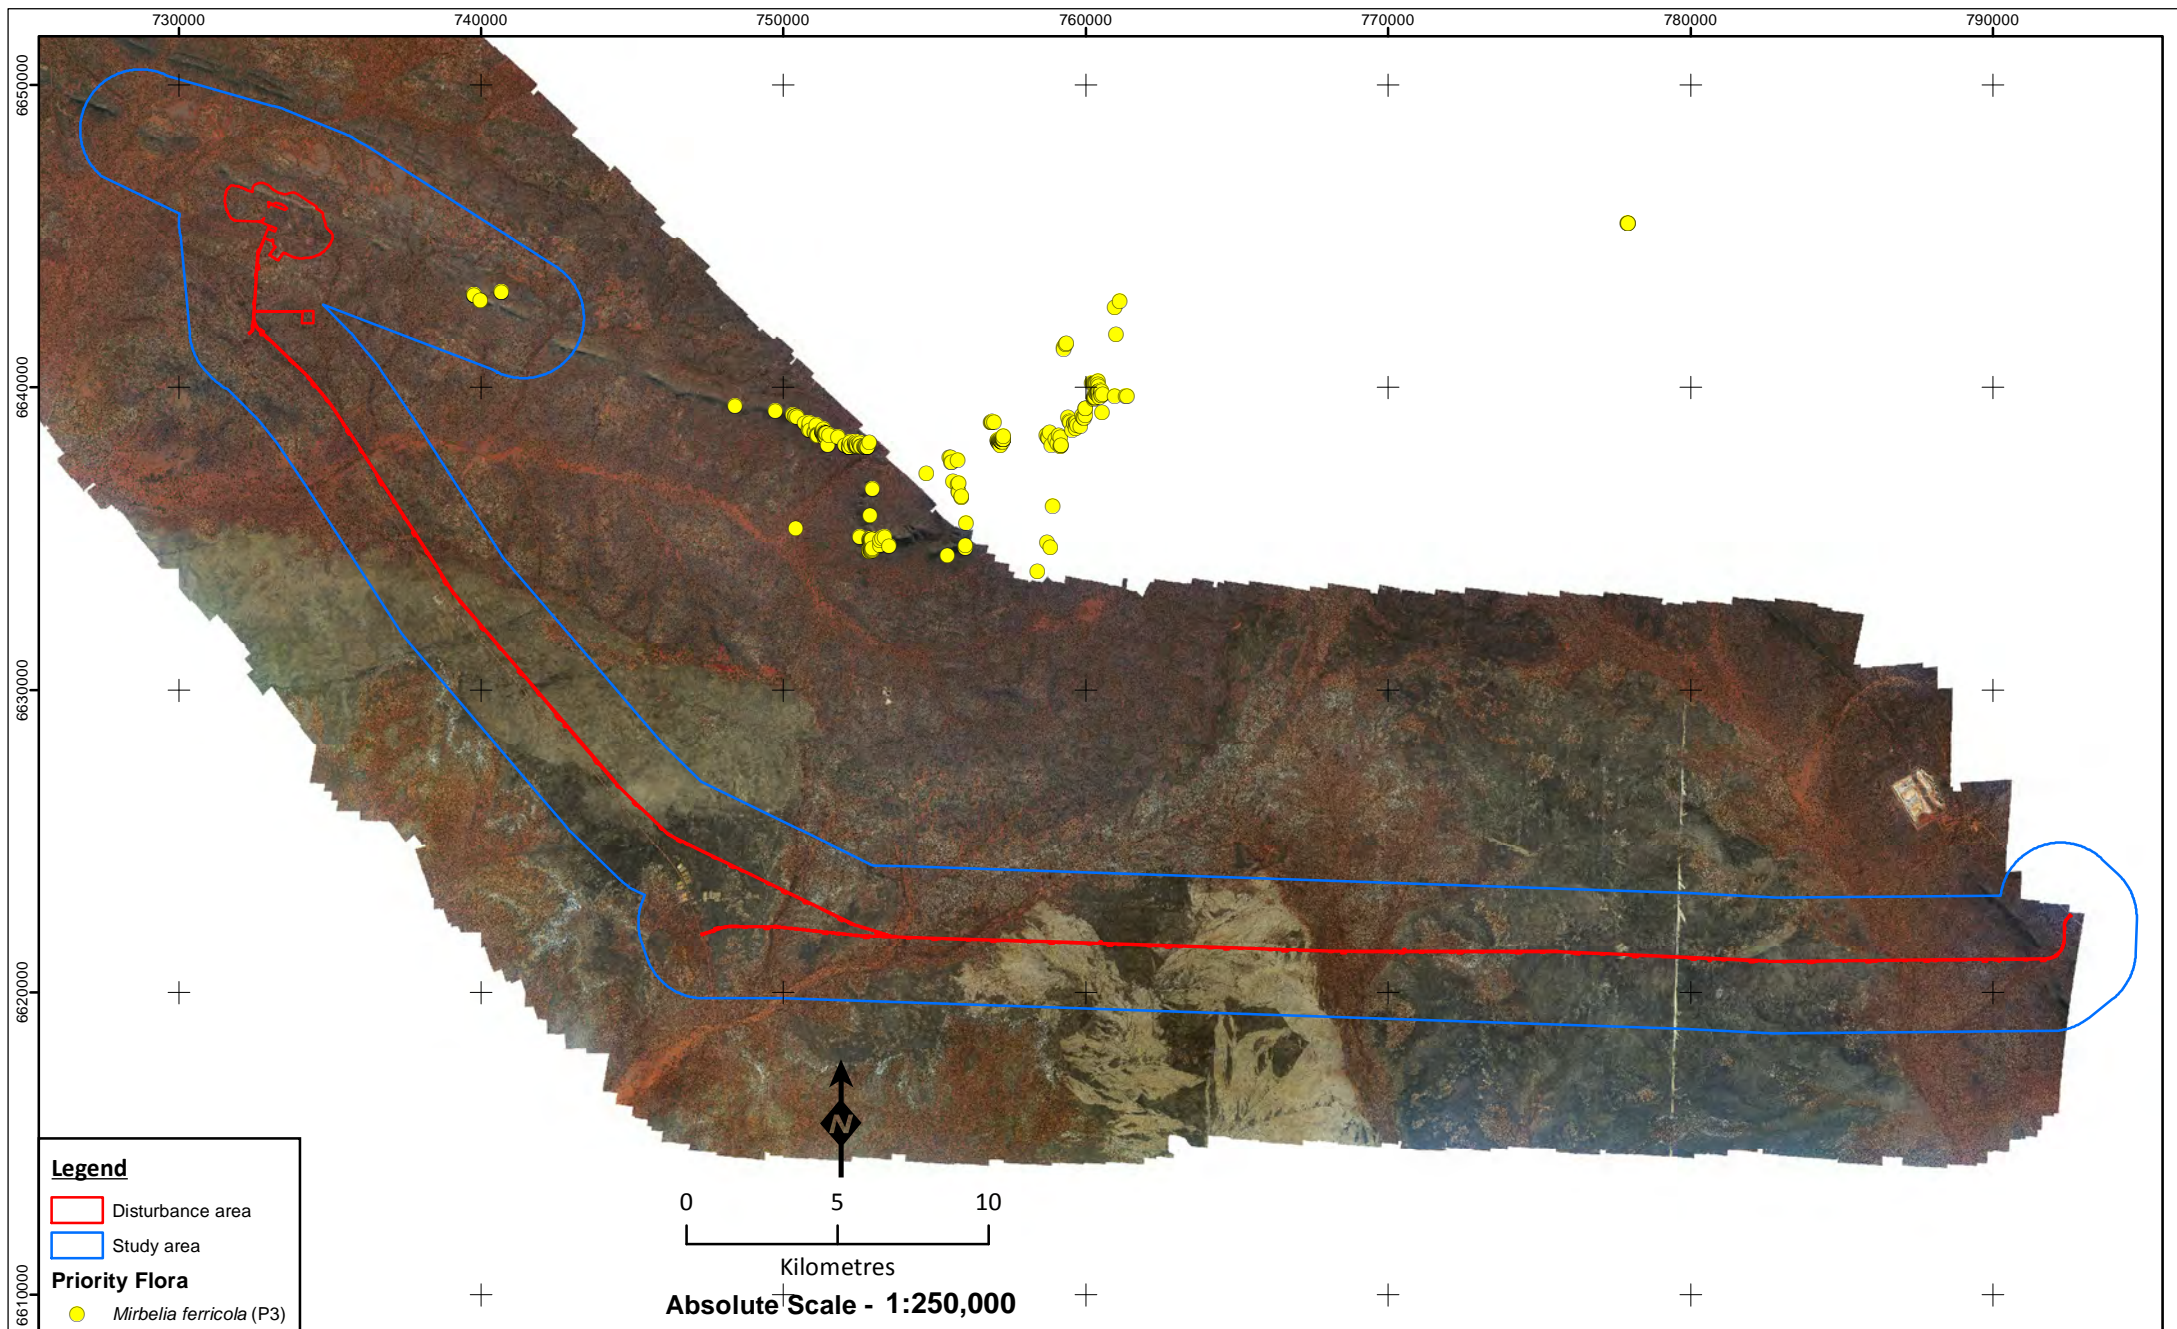 730000 740000 750000 760000 770000 780000 790000
6650000
6640000
6630000
6620000
6610000
N
0 5 10
Kilometres
Absolute Scale - 1:250,000
Legend
Disturbance area
Study area
Priority Flora
Mirbelia ferricola (P3)